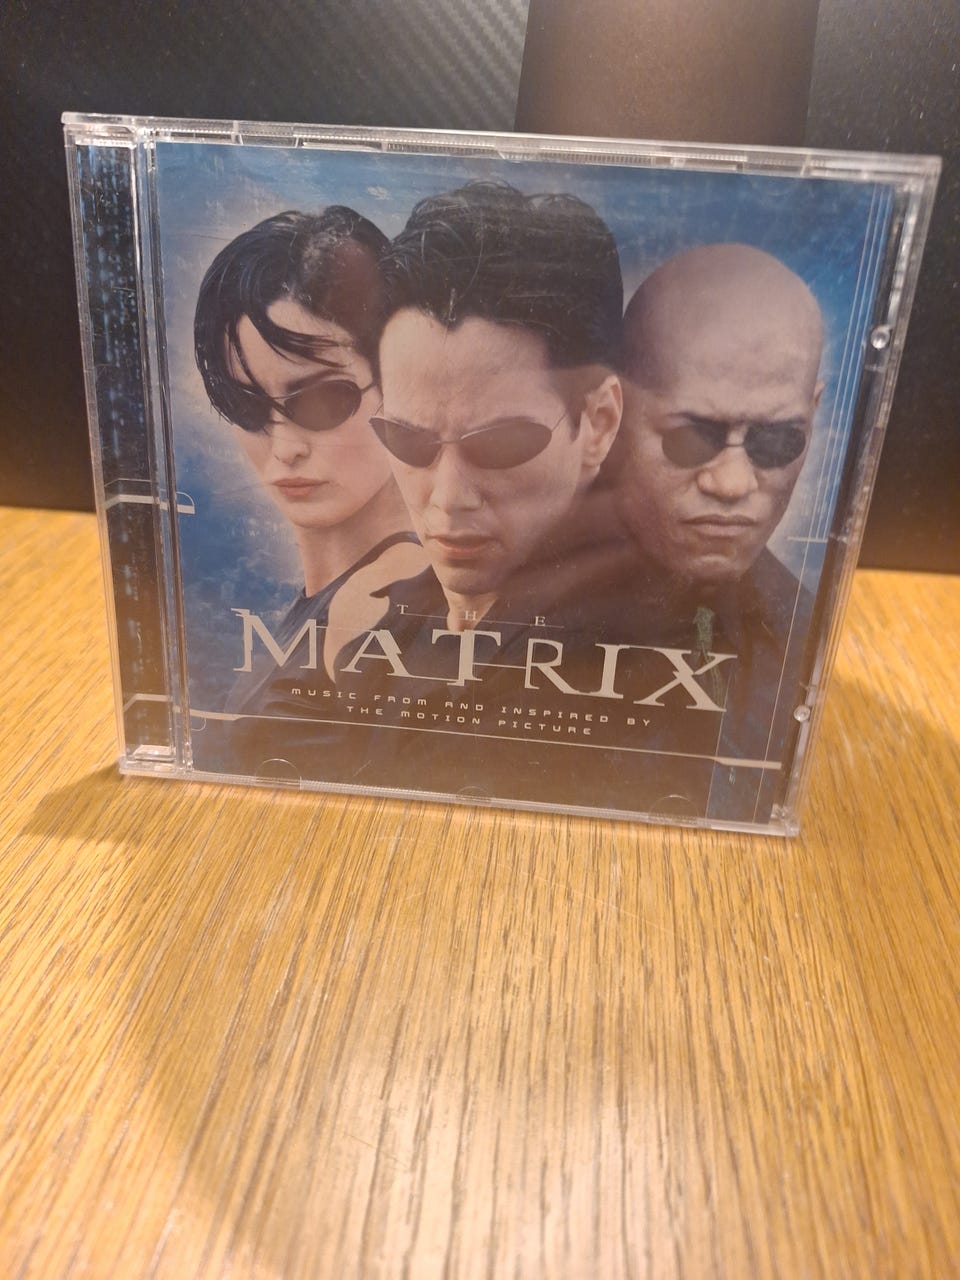 THE
MATRIX
MUSIC FROM AND INSPIRED BY
THE MOTION PICTURE